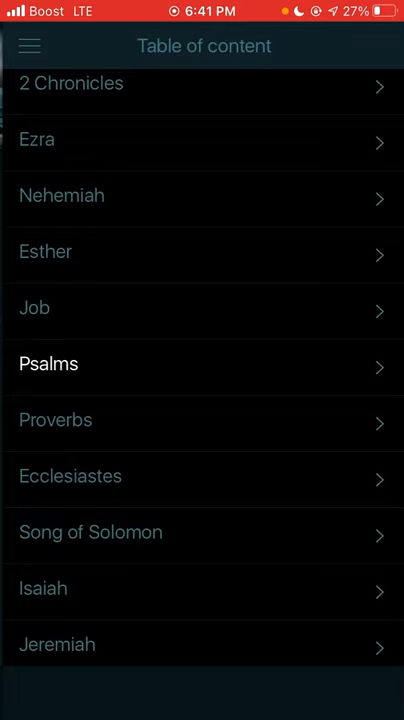 Boost LTE 6:41 PM 27%
Table of content
2 Chronicles
Ezra
Nehemiah
Esther
Job
Psalms
Proverbs
Ecclesiastes
Song of Solomon
Isaiah
Jeremiah